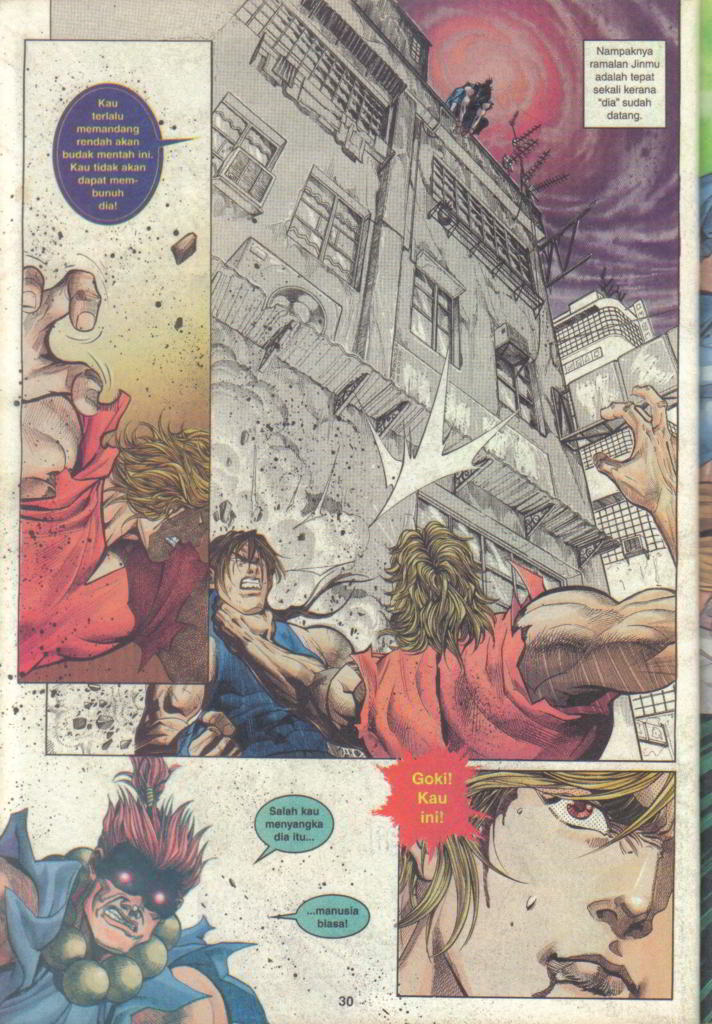 Kau
terlalu
memandang
rendah akan
budak mentah ini.
Kau tidak akan
dapat mem-
bunuh
dia!
Nampaknya
ramalan Jinmu
adalah tepat
sekali kerana
"dia" sudah
datang.
Goki!
Kau
ini!
Salah kau
menyangka
dia itu...
...manusia
biasa!
30